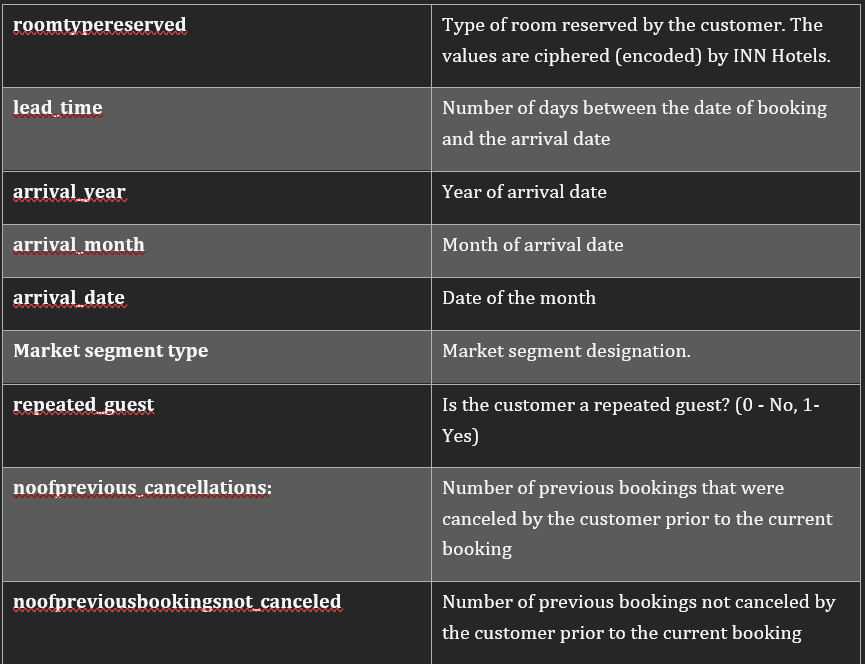 roomtypereserved
Type of room reserved by the customer. The
values are ciphered (encoded) by INN Hotels.
lead_time
Number of days between the date of booking
and the arrival date
arrival_year
Year of arrival date
arrival_month
Month of arrival date
arrival_date
Date of the month
Market segment type
Market segment designation.
repeated_guest
Is the customer a repeated guest? (0 - No, 1-
Yes)
noofprevious_cancellations:
Number of previous bookings that were
canceled by the customer prior to the current
booking
noofpreviousbookingsnot_canceled
Number of previous bookings not canceled by
the customer prior to the current booking